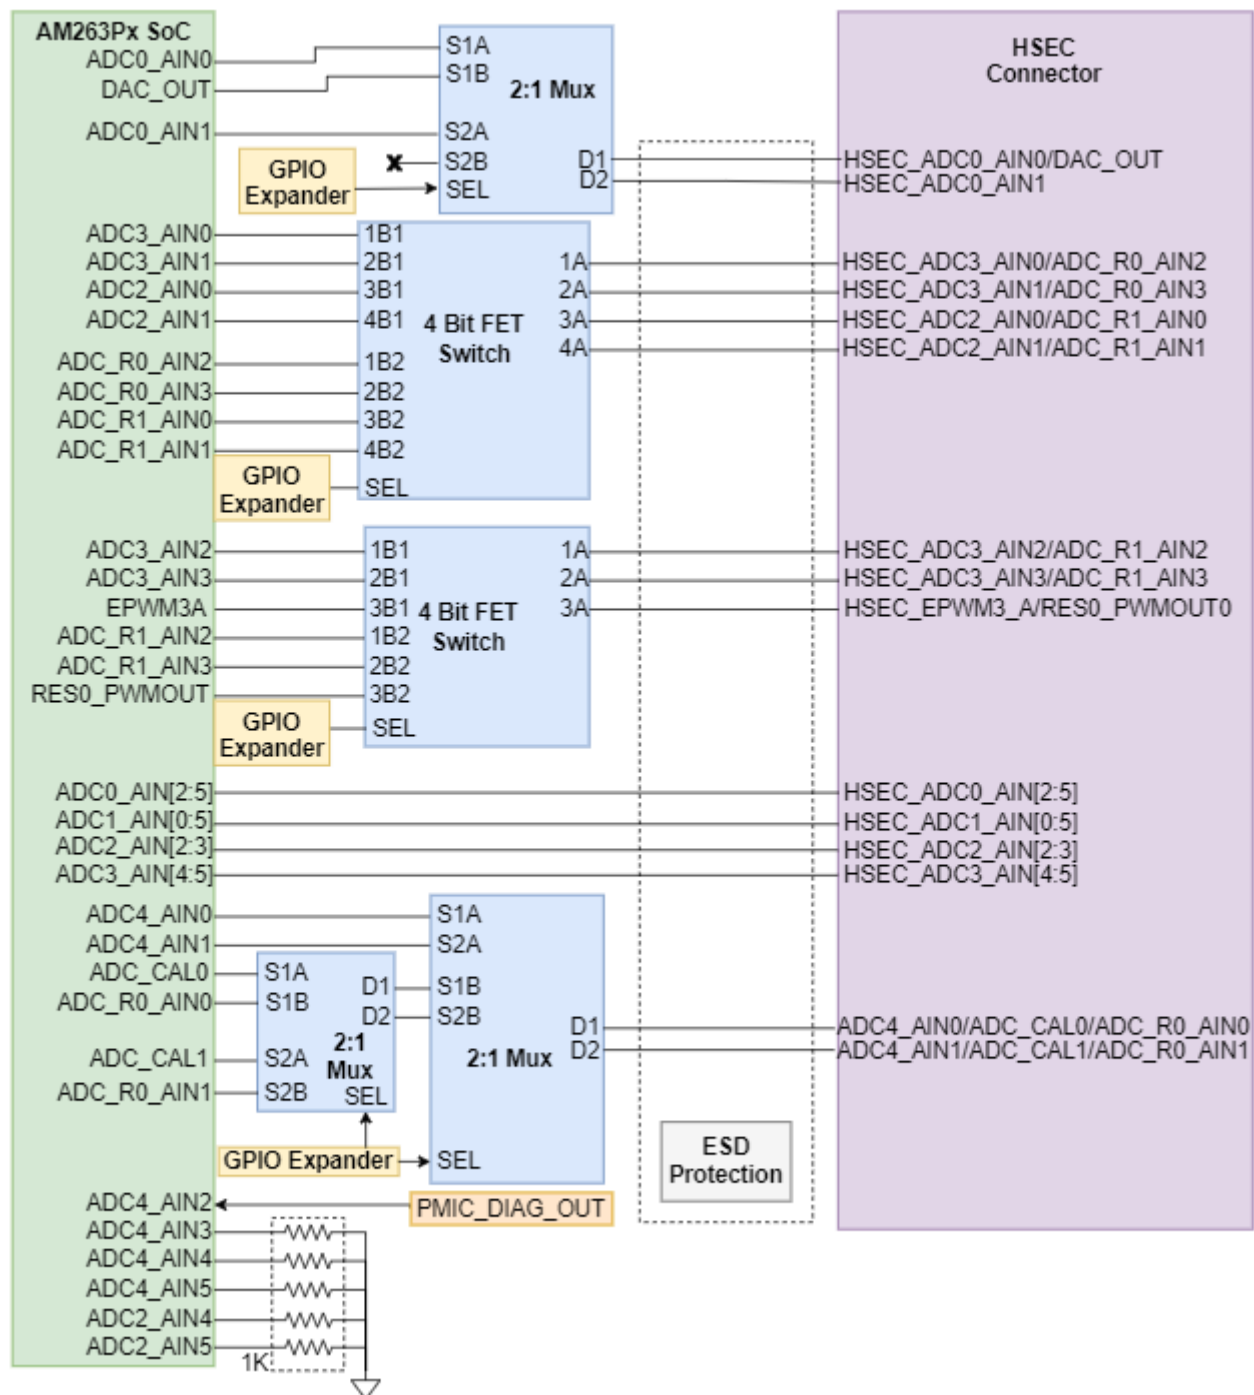 AM263Px SoC
ADC0_AIN0
DAC_OUT
ADC0_AIN1
S1A
S1B
2:1 Mux
S2A
S2B
SEL
D1
D2
GPIO
Expander
HSEC
Connector
HSEC_ADC0_AIN0/DAC_OUT
HSEC_ADC0_AIN1
ADC3_AIN0
ADC3_AIN1
ADC2_AIN0
ADC2_AIN1
ADC_R0_AIN2
ADC_R0_AIN3
ADC_R1_AIN0
ADC_R1_AIN1
GPIO
Expander
1B1
2B1
3B1
4B1
1B2
2B2
3B2
4B2
SEL
4 Bit FET
Switch
1A
2A
3A
4A
HSEC_ADC3_AIN0/ADC_R0_AIN2
HSEC_ADC3_AIN1/ADC_R0_AIN3
HSEC_ADC2_AIN0/ADC_R1_AIN0
HSEC_ADC2_AIN1/ADC_R1_AIN1
ADC3_AIN2
ADC3_AIN3
EPWM3A
ADC_R1_AIN2
ADC_R1_AIN3
RES0_PWMOUT
GPIO
Expander
1B1
2B1
3B1
1B2
2B2
3B2
SEL
4 Bit FET
Switch
1A
2A
3A
HSEC_ADC3_AIN2/ADC_R1_AIN2
HSEC_ADC3_AIN3/ADC_R1_AIN3
HSEC_EPWM3_A/RES0_PWMOUT0
ADC0_AIN[2:5]
ADC1_AIN[0:5]
ADC2_AIN[2:3]
ADC3_AIN[4:5]
HSEC_ADC0_AIN[2:5]
HSEC_ADC1_AIN[0:5]
HSEC_ADC2_AIN[2:3]
HSEC_ADC3_AIN[4:5]
ADC4_AIN0
ADC4_AIN1
ADC_CAL0
ADC_R0_AIN0
ADC_CAL1
ADC_R0_AIN1
S1A
S1B
S2A
S2B
D1
D2
2:1
Mux
SEL
GPIO Expander
S1A
S2A
S1B
S2B
2:1 Mux
SEL
D1
D2
ADC4_AIN0/ADC_CAL0/ADC_R0_AIN0
ADC4_AIN1/ADC_CAL1/ADC_R0_AIN1
ESD
Protection
ADC4_AIN2
PMIC_DIAG_OUT
ADC4_AIN3
ADC4_AIN4
ADC4_AIN5
ADC2_AIN4
ADC2_AIN5
1K